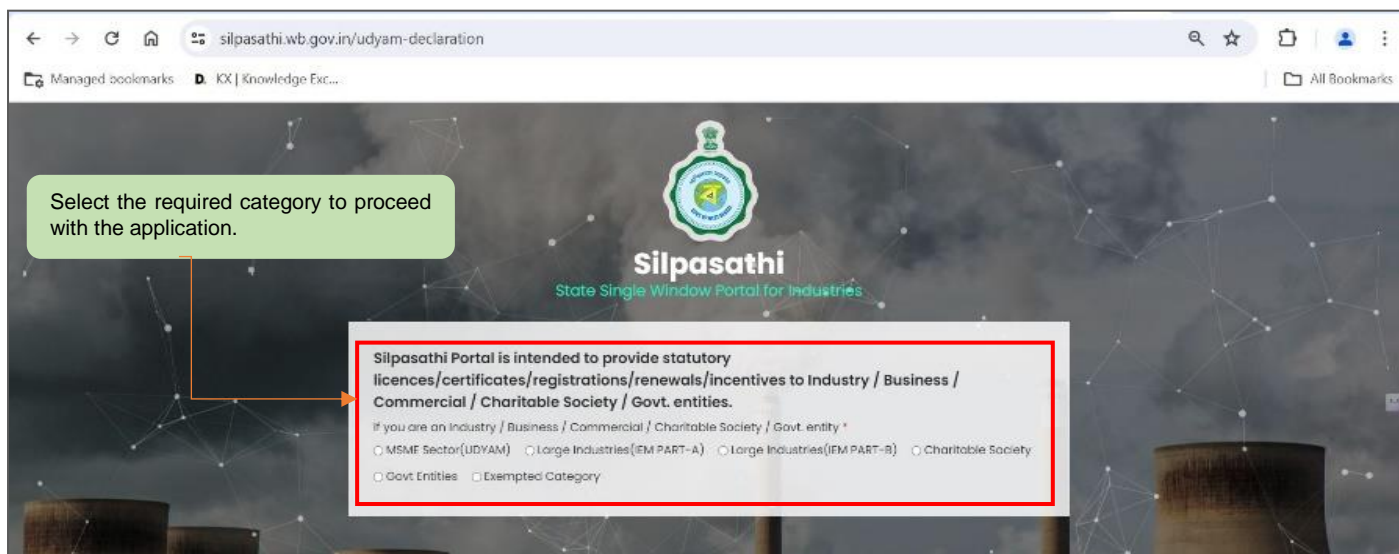 silpasathi.wb.gov.in/udyam-declaration
Managed bookmarks D. KX | Knowledge Exc... All Bookmarks
Select the required category to proceed
with the application.
Silpasathi
State Single Window Portal for Industries
Silpasathi Portal is intended to provide statutory
licences/certificates/registrations/renewals/incentives to Industry / Business /
Commercial / Charitable Society / Govt. entities.
If you are an Industry / Business / Commercial / Charitable Society / Govt. entity *
MSME Sector(UDYAM) Large Industries(IEM PART-A) Large Industries(IEM PART-B) Charitable Society
Govt Entities Exempted Category